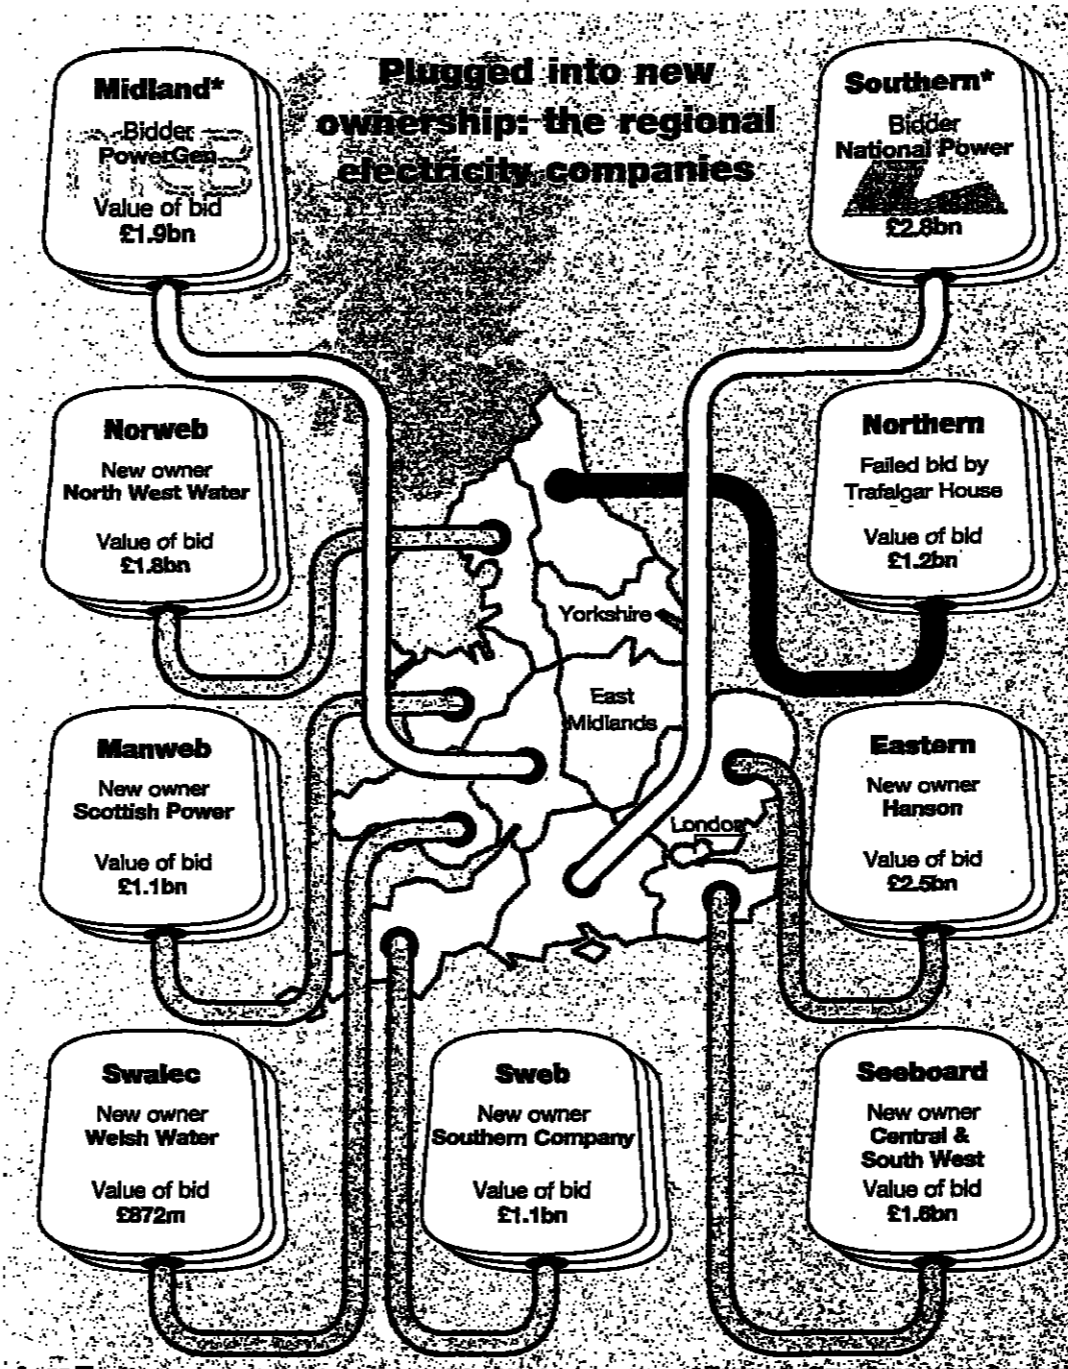 Plugged into new
ownership: the regional
electricity companies
Midland*
Bidder
PowerGen
Value of bid
£1.9bn
Southern*
Bidder
National Power
£2.8bn
Norweb
New owner
North West Water
Value of bid
£1.8bn
Northern
Failed bid by
Trafalgar House
Value of bid
£1.2bn
Yorkshire
East
Midlands
London
Manweb
New owner
Scottish Power
Value of bid
£1.1bn
Eastern
New owner
Hanson
Value of bid
£2.5bn
Swalec
New owner
Welsh Water
Value of bid
£872m
Sweb
New owner
Southern Company
Value of bid
£1.1bn
Seeboard
New owner
Central &
South West
Value of bid
£1.6bn